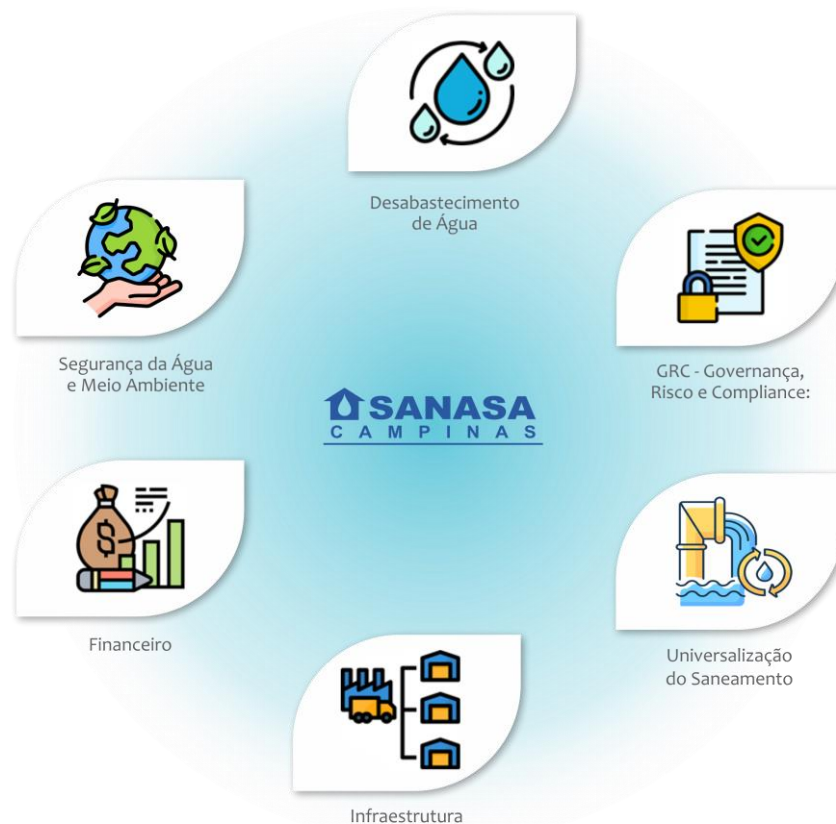 Desabastecimento
de Água
Segurança da Água
e Meio Ambiente
GRC - Governança,
Risco e Compliance:
SANASA
CAMPINAS
Financeiro
Universalização
do Saneamento
Infraestrutura